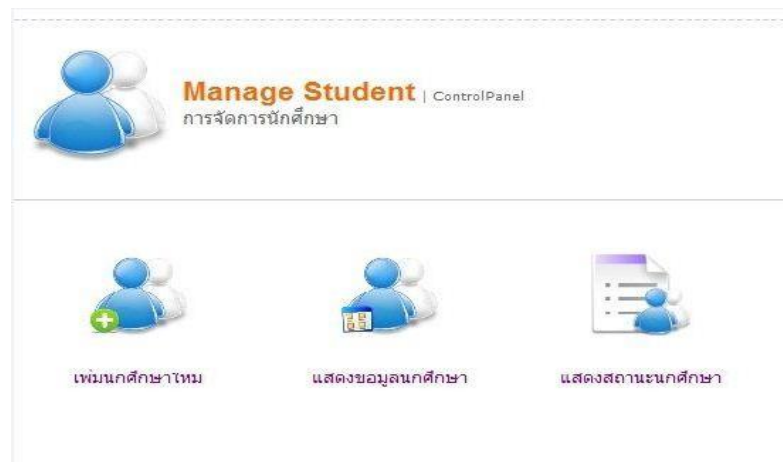 Manage Student | ControlPanel
การจัดการนักศึกษา
เพิ่มนักศึกษาใหม่
แสดงข้อมูลนักศึกษา
แสดงสถานะนักศึกษา